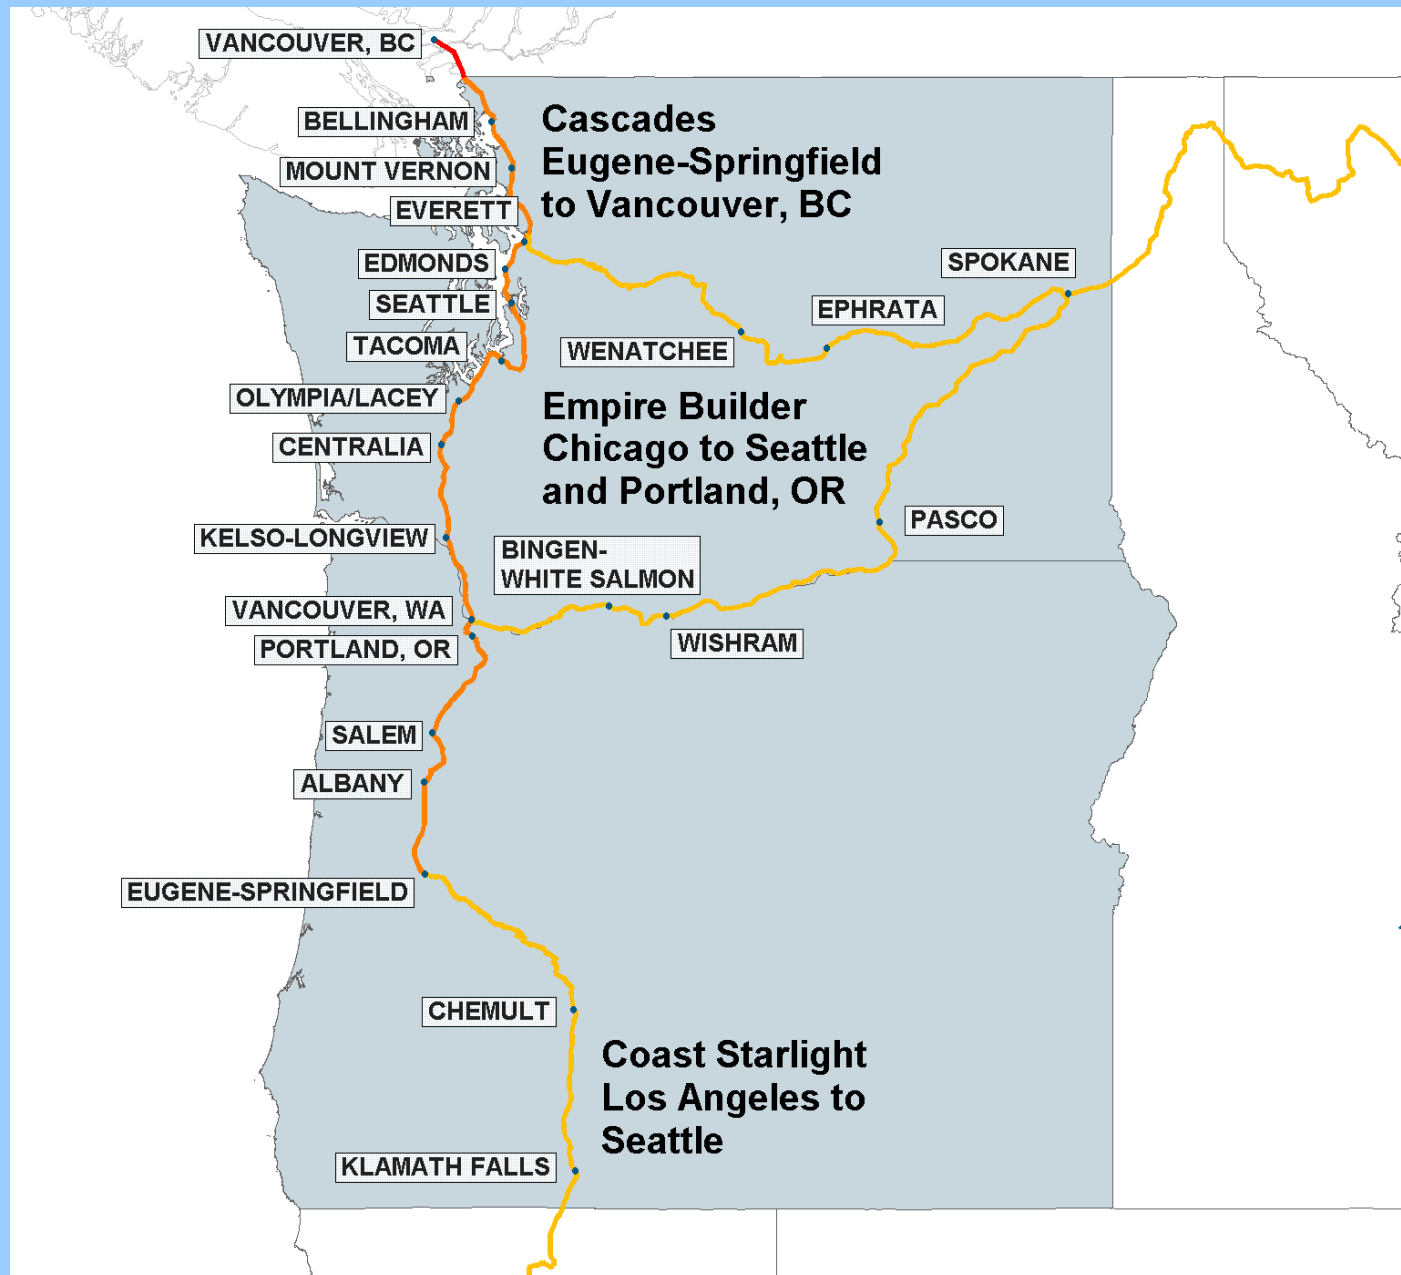 VANCOUVER, BC
BELLINGHAM
MOUNT VERNON
EVERETT
EDMONDS
SEATTLE
TACOMA
OLYMPIA/LACEY
CENTRALIA
KELSO-LONGVIEW
VANCOUVER, WA
PORTLAND, OR
SALEM
ALBANY
EUGENE-SPRINGFIELD
CHEMULT
KLAMATH FALLS
Cascades
Eugene-Springfield
to Vancouver, BC
WENATCHEE
EPHRATA
SPOKANE
Empire Builder
Chicago to Seattle
and Portland, OR
PASCO
BINGEN-
WHITE SALMON
WISHRAM
Coast Starlight
Los Angeles to
Seattle